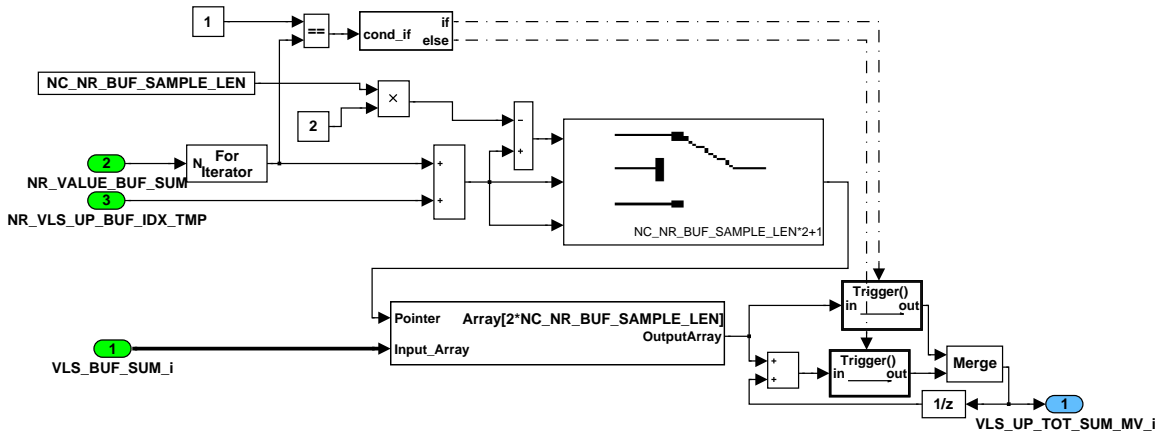 1
==
cond_if
if
else
NC_NR_BUF_SAMPLE_LEN
×
2
−
+
2
NR_VALUE_BUF_SUM
N
For
Iterator
+
+
3
NR_VLS_UP_BUF_IDX_TMP
NC_NR_BUF_SAMPLE_LEN*2+1
Pointer
Array[2*NC_NR_BUF_SAMPLE_LEN]
OutputArray
Input_Array
1
VLS_BUF_SUM_i
Trigger()
in
out
+
+
Trigger()
in
out
Merge
1/z
1
VLS_UP_TOT_SUM_MV_i